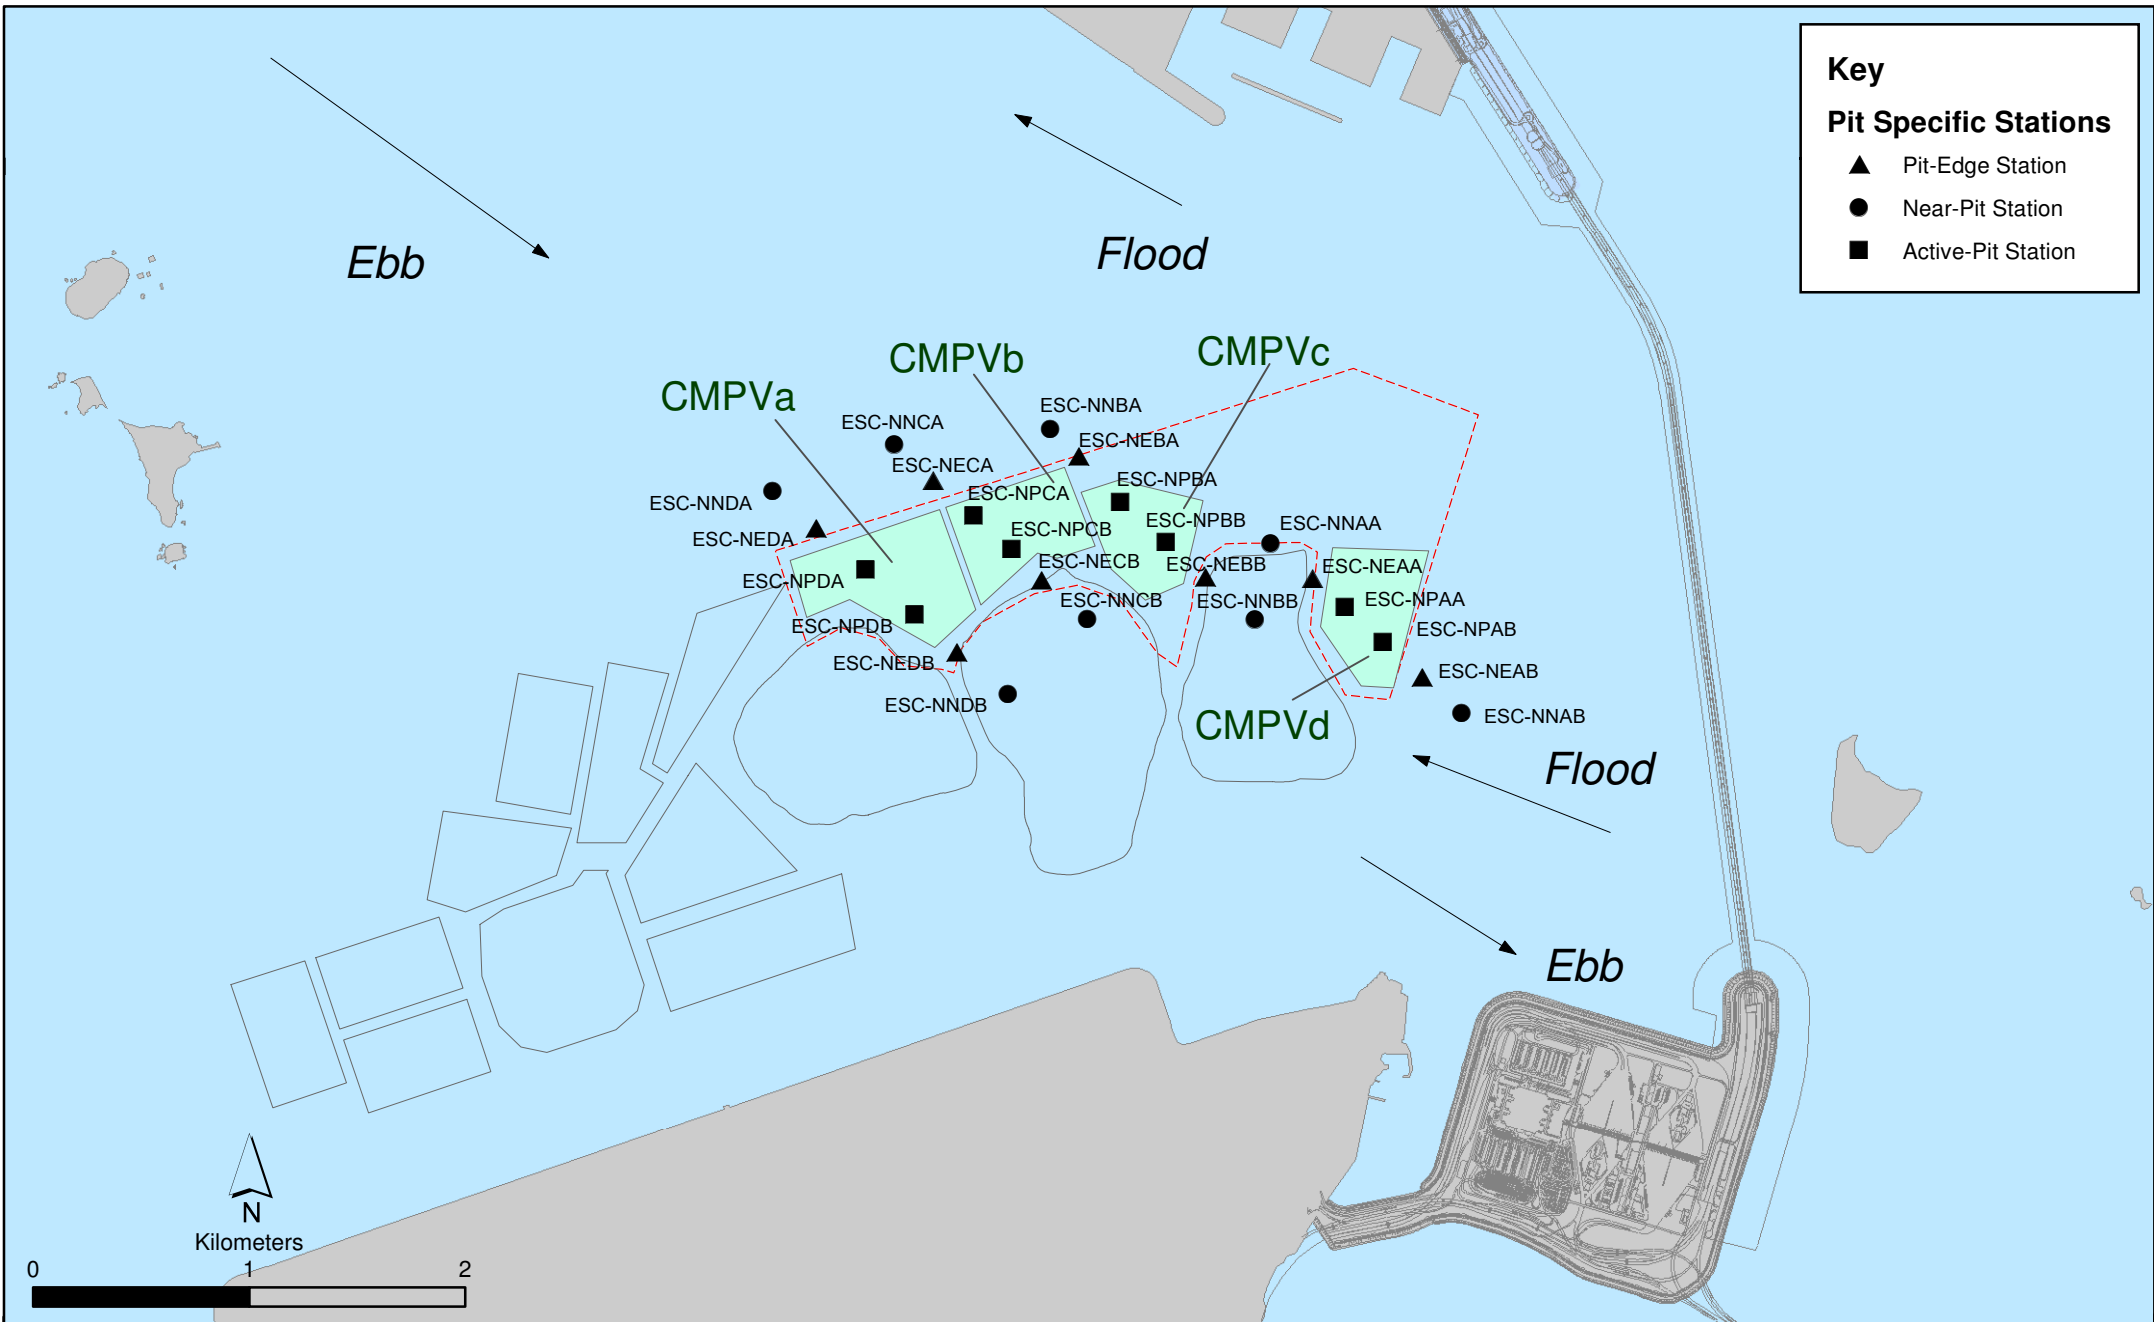 Key
Pit Specific Stations
Pit-Edge Station
Near-Pit Station
Active-Pit Station
Ebb
Flood
CMPVa
CMPVb
CMPVc
ESC-NNCA
ESC-NNBA
ESC-NEBA
ESC-NECA
ESC-NNDA
ESC-NPCA
ESC-NPBA
ESC-NEDA
ESC-NPCB
ESC-NPBB
ESC-NNAA
ESC-NPDA
ESC-NECB
ESC-NEBB
ESC-NEAA
ESC-NNCB
ESC-NNBB
ESC-NPAA
ESC-NPDB
ESC-NPAB
ESC-NEDB
ESC-NEAB
ESC-NNDB
ESC-NNAB
CMPVd
Flood
Ebb
N
Kilometers
0 1 2